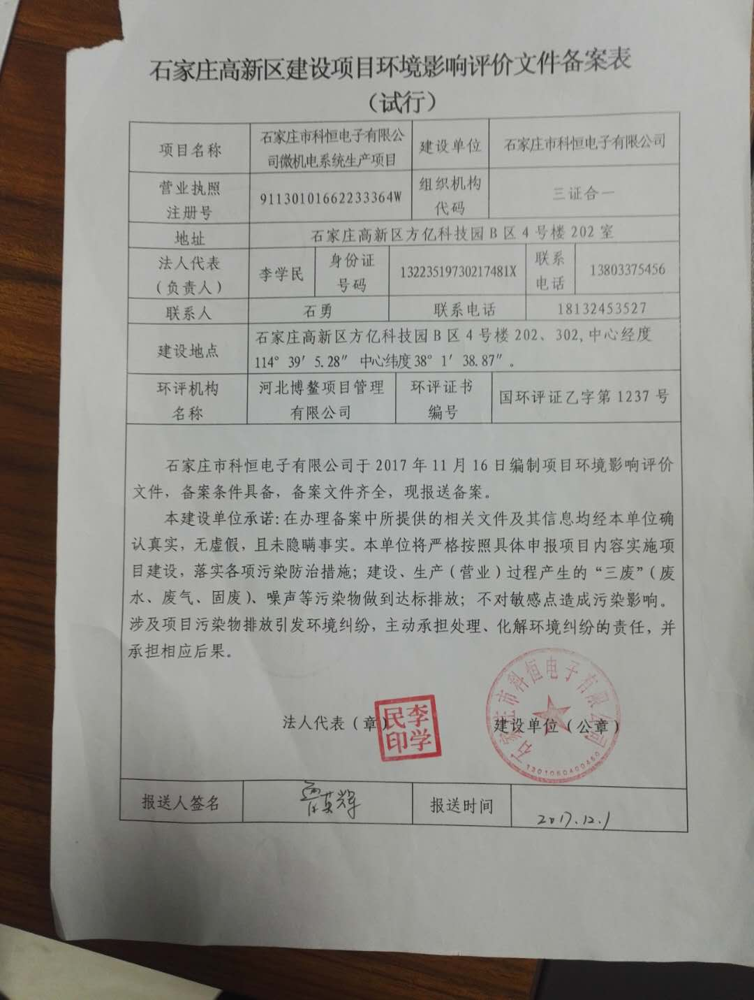 石家庄高新区建设项目环境影响评价文件备案表
（试行）
项目名称
石家庄市科恒电子有限公
司微机电系统生产项目
建设单位
石家庄市科恒电子有限公司
营业执照
注册号
91130101662233364W
组织机构
代码
三证合一
地址
石家庄高新区方亿科技园 B 区 4 号楼 202 室
法人代表
（负责人）
李学民
身份证
号码
13223519730217481X
联系
电话
13803375456
联系人
石勇
联系电话
18132453527
建设地点
石家庄高新区方亿科技园 B 区 4 号楼 202、302,中心经度
114° 39′ 5.28″ 中心纬度 38° 1′ 38.87″。
环评机构
名称
河北博鳌项目管理
有限公司
环评证书
编号
国环评证乙字第 1237 号
石家庄市科恒电子有限公司于 2017 年 11 月 16 日编制项目环境影响评价
文件，备案条件具备，备案文件齐全，现报送备案。
本建设单位承诺:在办理备案中所提供的相关文件及其信息均经本单位确
认真实，无虚假，且未隐瞒事实。本单位将严格按照具体申报项目内容实施项
目建设，落实各项污染防治措施；建设、生产（营业）过程产生的“三废”（废
水、废气、固废）、噪声等污染物做到达标排放；不对敏感点造成污染影响。
涉及项目污染物排放引发环境纠纷，主动承担处理、化解环境纠纷的责任，并
承担相应后果。
法人代表（章）
李学
民印
建设单位（公章）
石家庄市科恒电子有限公司
1301060400460
报送人签名
英辉
报送时间
2017.12.1